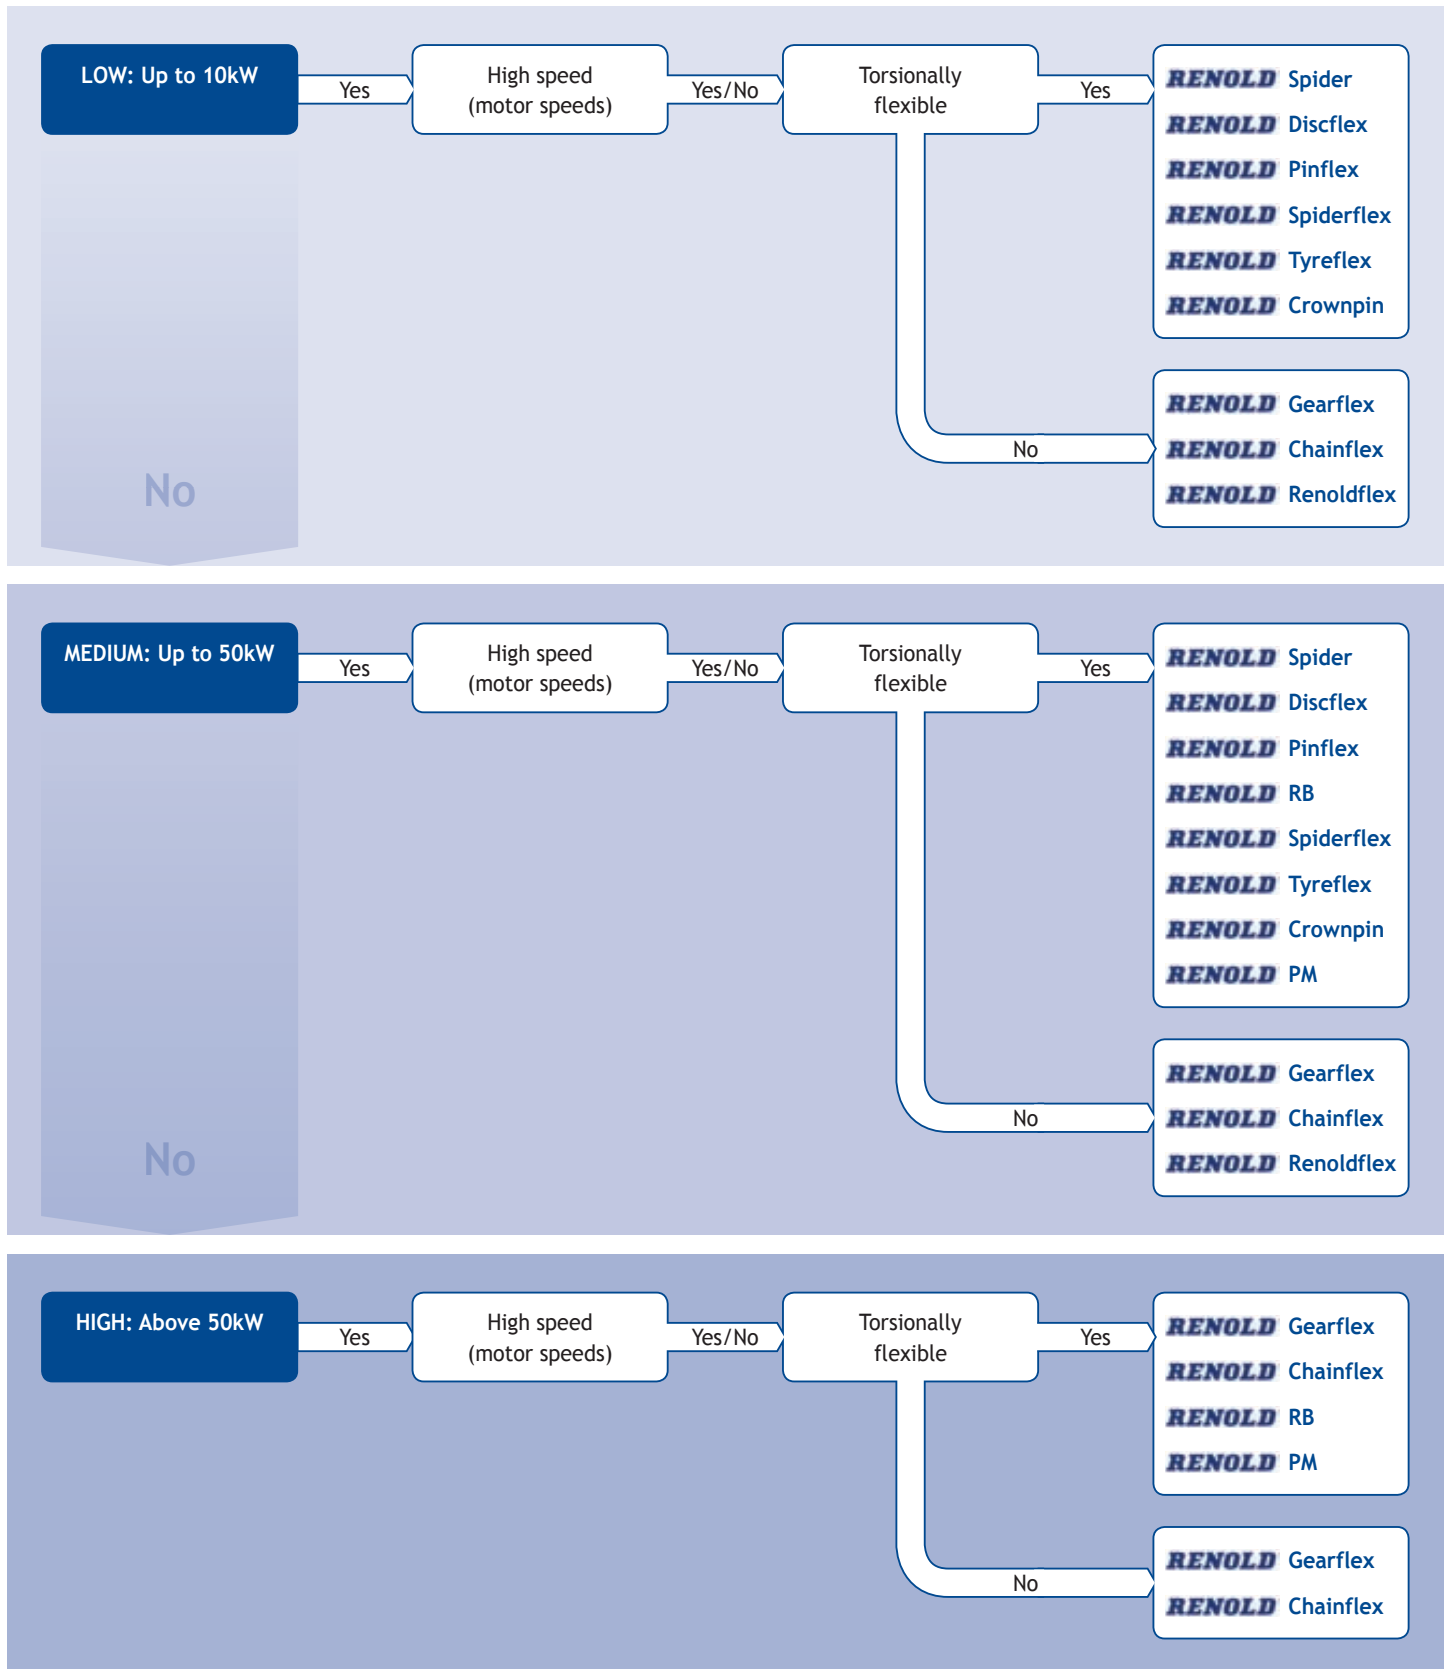 LOW: Up to 10kW
Yes
High speed
(motor speeds)
Yes/No
Torsionally
flexible
Yes
RENOLD Spider
RENOLD Discflex
RENOLD Pinflex
RENOLD Spiderflex
RENOLD Tyreflex
RENOLD Crownpin
No
RENOLD Gearflex
RENOLD Chainflex
RENOLD Renoldflex
No
MEDIUM: Up to 50kW
Yes
High speed
(motor speeds)
Yes/No
Torsionally
flexible
Yes
RENOLD Spider
RENOLD Discflex
RENOLD Pinflex
RENOLD RB
RENOLD Spiderflex
RENOLD Tyreflex
RENOLD Crownpin
RENOLD PM
No
RENOLD Gearflex
RENOLD Chainflex
RENOLD Renoldflex
No
HIGH: Above 50kW
Yes
High speed
(motor speeds)
Yes/No
Torsionally
flexible
Yes
RENOLD Gearflex
RENOLD Chainflex
RENOLD RB
RENOLD PM
No
RENOLD Gearflex
RENOLD Chainflex